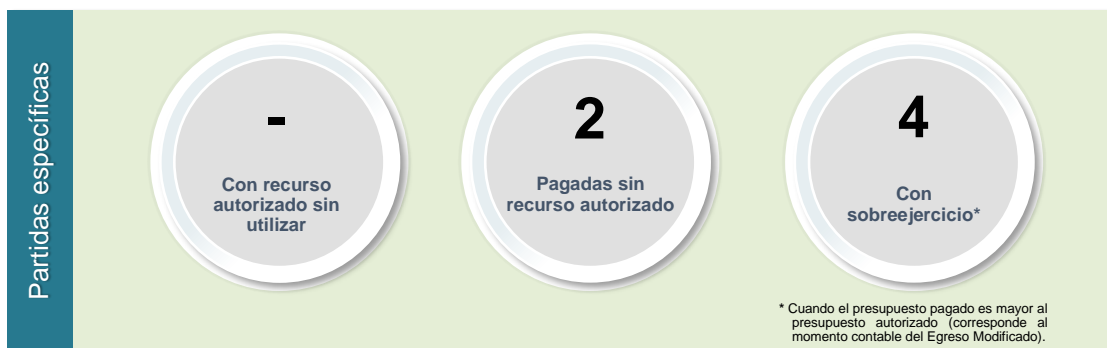 Partidas específicas
-
Con recurso
autorizado sin
utilizar
2
Pagadas sin
recurso autorizado
4
Con
sobreejercicio*
* Cuando el presupuesto pagado es mayor al
presupuesto autorizado (corresponde al
momento contable del Egreso Modificado).